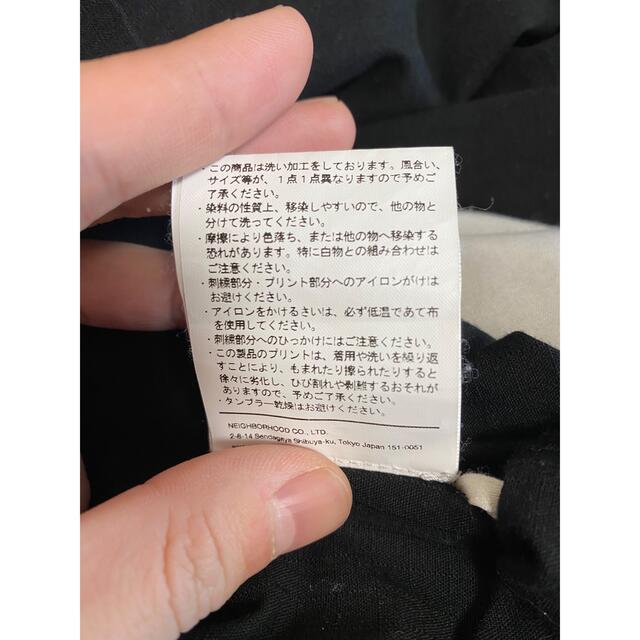 ・この商品は洗い加工をしております。風合い、
サイズ等が、1点1点異なりますので予めご
了承ください。
・染料の性質上、移染しやすいので、他の物と
分けて洗ってください。
・摩擦により色落ち、または他の物へ移染する
恐れがあります。特に白物との組み合わせは
ご注意ください。
・刺繍部分・プリント部分へのアイロンがけは
お避けください。
・アイロンをかけるさいは、必ず低温であて布
を使用してください。
・刺繍部分へのひっかけにはご注意ください。
・この製品のプリントは、着用や洗いを繰り返
すことにより、もまれたり擦られたりすると
徐々に劣化し、ひび割れや剥離するおそれが
ありますので、予めご了承ください。
・タンブラー乾燥はお避けください。
NEIGHBORHOOD CO., LTD.
2-8-14 Sendagaya Shibuya-ku, Tokyo Japan 151-0051